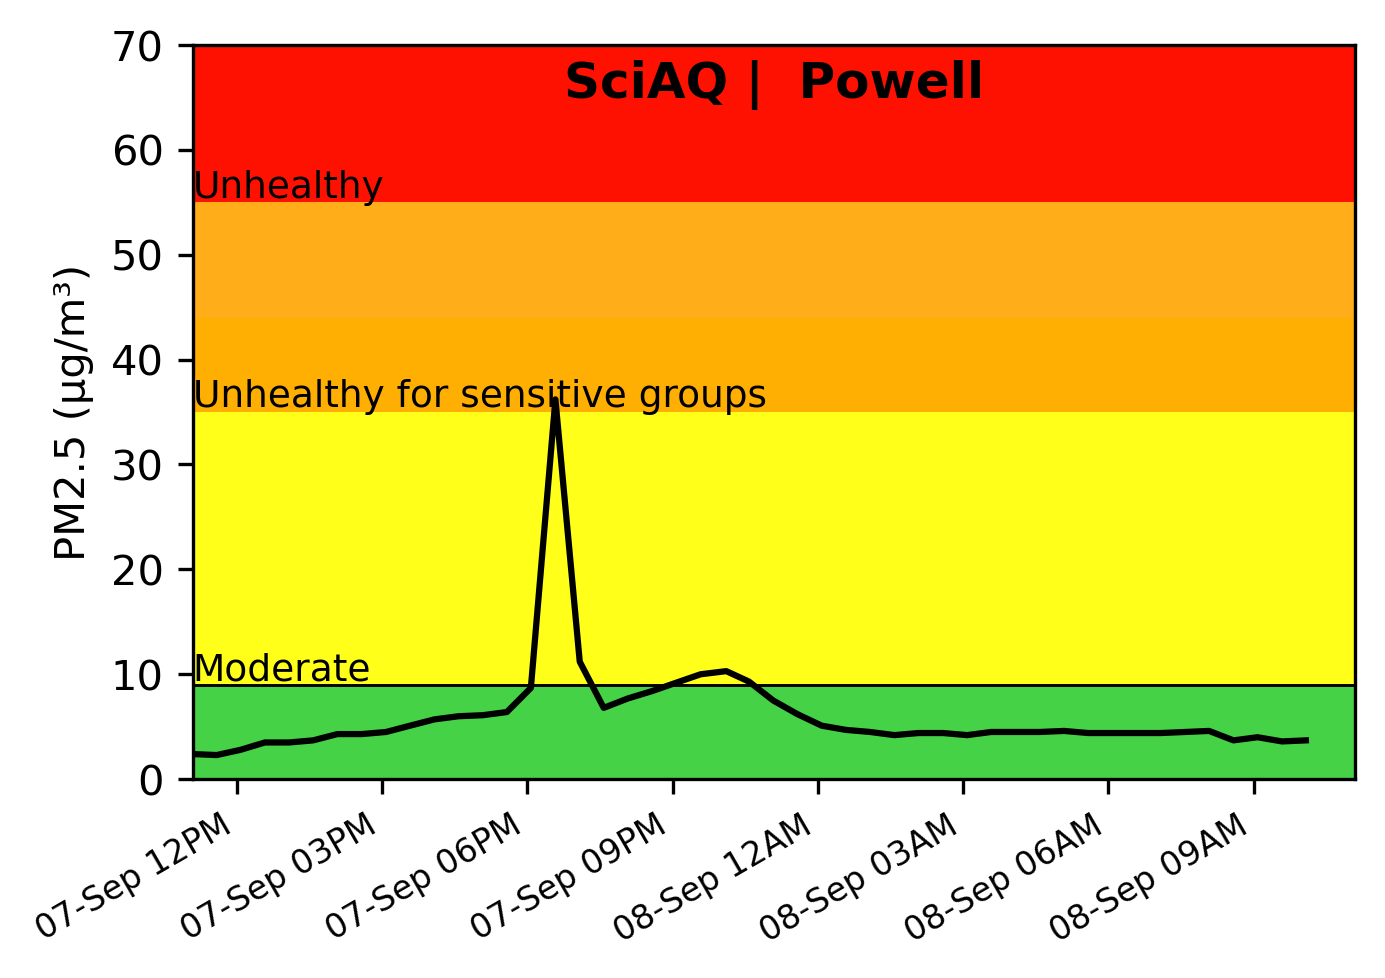 SciAQ |  Powell
70
60
50
40
30
20
10
0
PM2.5 (µg/m³)
Unhealthy
Unhealthy for sensitive groups
Moderate
07-Sep 12PM
07-Sep 03PM
07-Sep 06PM
07-Sep 09PM
08-Sep 12AM
08-Sep 03AM
08-Sep 06AM
08-Sep 09AM